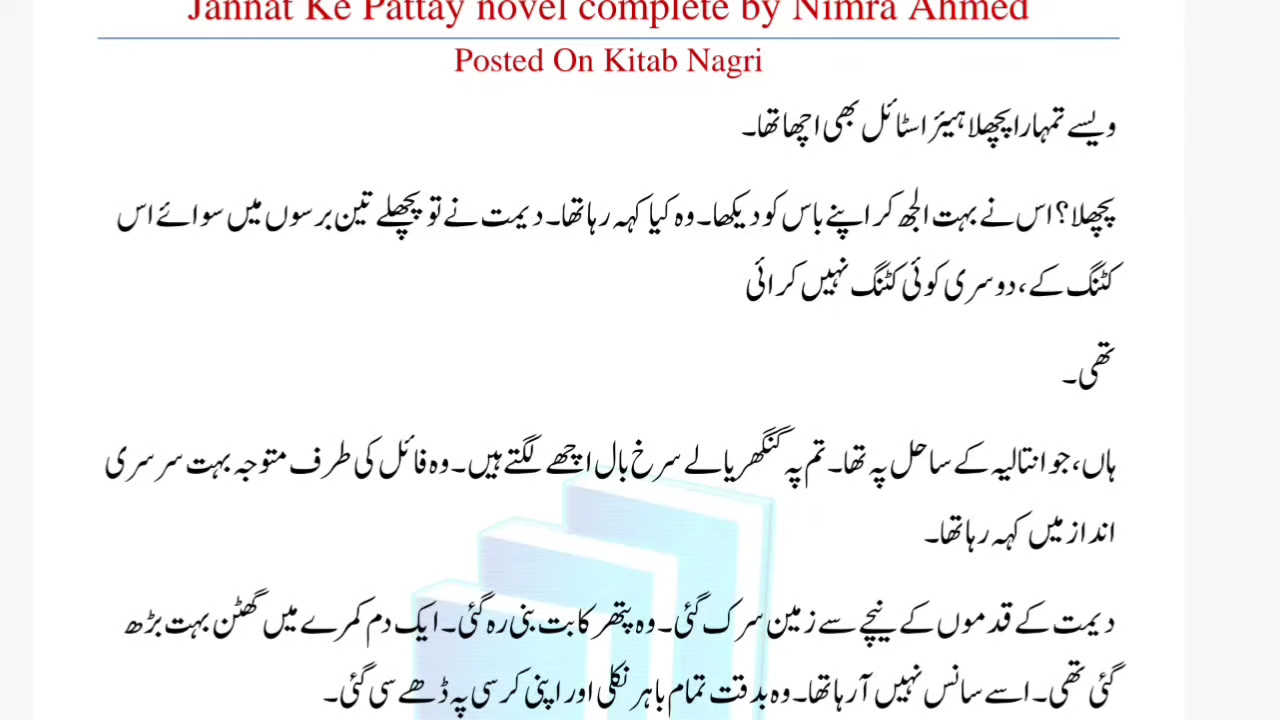 Jannat Ke Pattay novel complete by Nimra Ahmed
Posted On Kitab Nagri
ویسے تمہارا پچھلا ہیئر اسٹائل بھی اچھا تھا۔
پچھلا؟ اس نے بہت الجھ کر اپنے باس کو دیکھا۔ وہ کیا کہہ رہا تھا۔ دیمت نے تو پچھلے تین برسوں میں سوائے اس
کٹنگ کے، دوسری کوئی کٹنگ نہیں کرائی
تھی۔
ہاں، جو انتالیہ کے ساحل پہ تھا۔ تم پہ گنگھریالے سرخ بال اچھے لگتے ہیں۔ وہ فائل کی طرف متوجہ بہت سرسری
انداز میں کہہ رہا تھا۔
دیمت کے قدموں کے نیچے سے زمین سرک گئی۔ وہ پتھر کا بت بنی رہ گئی۔ ایک دم کمرے میں گھٹن بہت بڑھ
گئی تھی۔ اسے سانس نہیں آ رہا تھا۔ وہ بدقت تمام باہر نکلی اور اپنی کرسی پہ ڈھے سی گئی۔